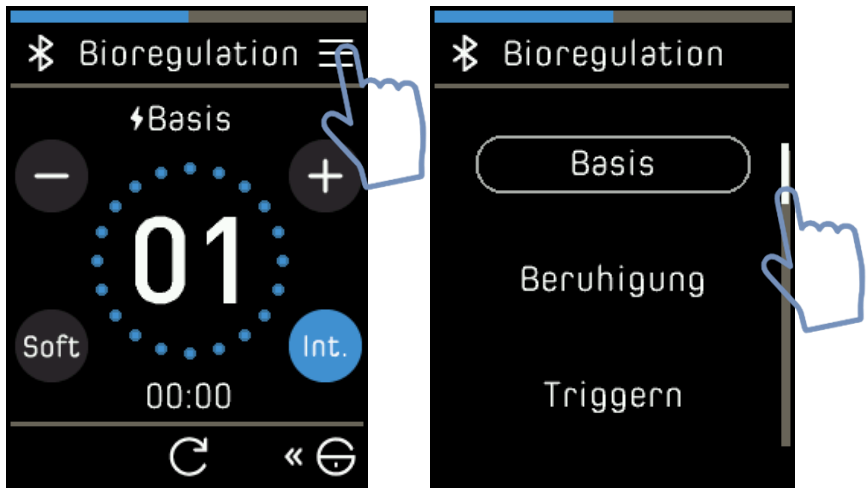 Bioregulation
Basis
− +
01
Soft Int.
00:00
«
Bioregulation
Basis
Beruhigung
Triggern